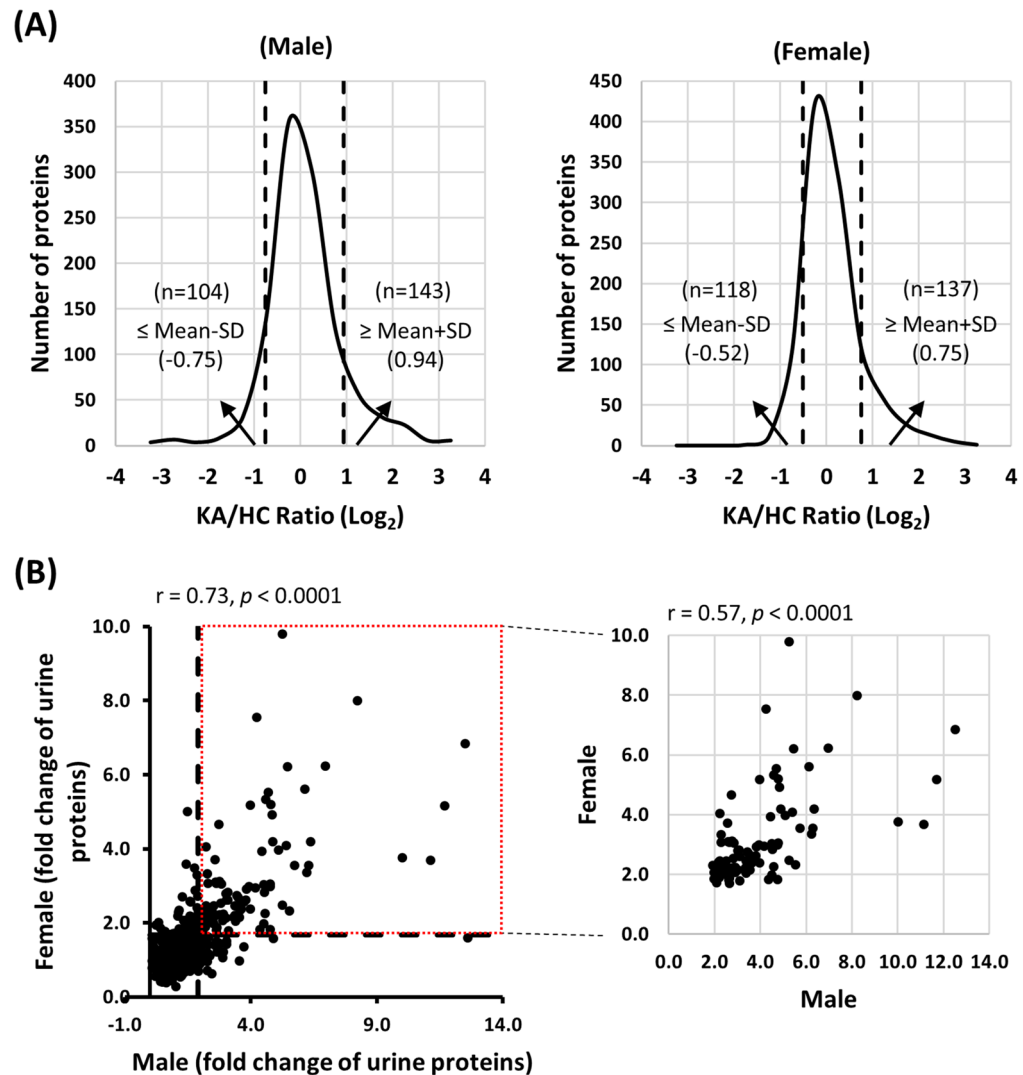 (A)
(Male)
400
350
300
250
200
150
100
50
0
Number of proteins
(n=104)
≤ Mean-SD
(-0.75)
(n=143)
≥ Mean+SD
(0.94)
-4 -3 -2 -1 0 1 2 3 4
KA/HC Ratio (Log₂)
(Female)
450
400
350
300
250
200
150
100
50
0
Number of proteins
(n=118)
≤ Mean-SD
(-0.52)
(n=137)
≥ Mean+SD
(0.75)
-4 -3 -2 -1 0 1 2 3 4
KA/HC Ratio (Log₂)
(B)
r = 0.73, p < 0.0001
10.0
8.0
6.0
4.0
2.0
0.0
Female (fold change of urine
proteins)
-1.0 4.0 9.0 14.0
Male (fold change of urine proteins)
r = 0.57, p < 0.0001
10.0
8.0
6.0
4.0
2.0
0.0
Female
0.0 2.0 4.0 6.0 8.0 10.0 12.0 14.0
Male